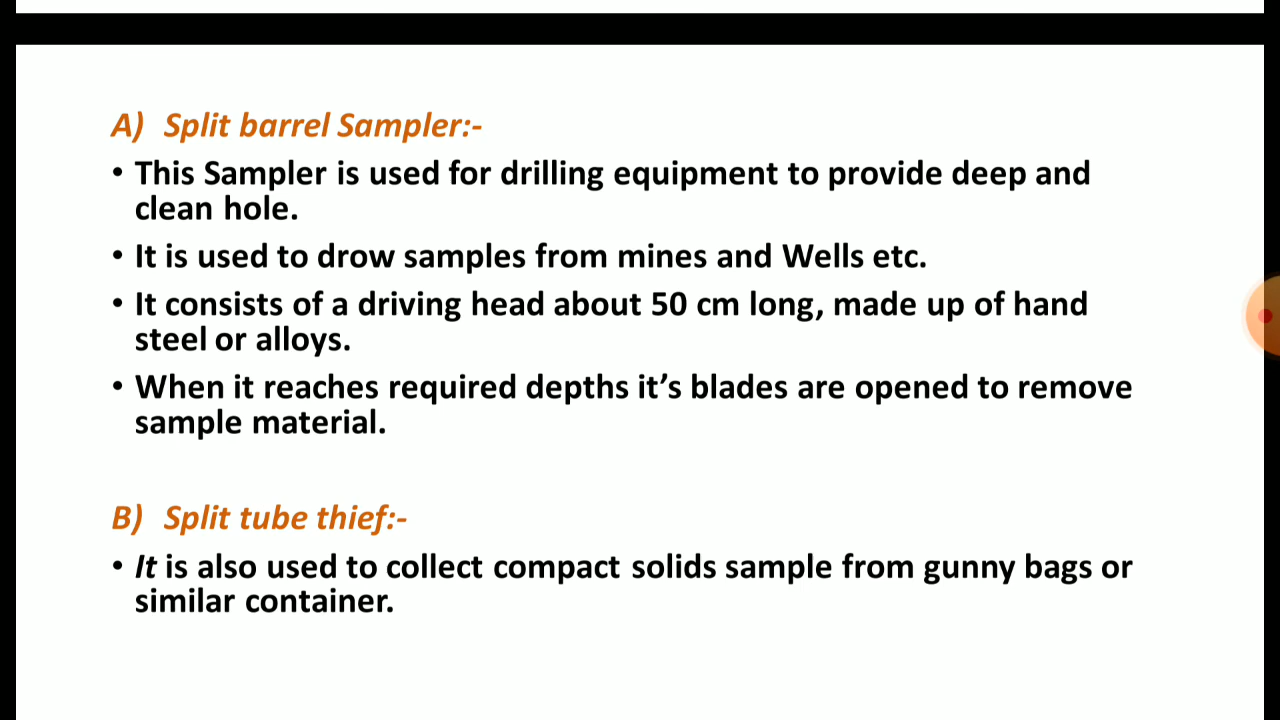 A) Split barrel Sampler:-
• This Sampler is used for drilling equipment to provide deep and
clean hole.
• It is used to drow samples from mines and Wells etc.
• It consists of a driving head about 50 cm long, made up of hand
steel or alloys.
• When it reaches required depths it’s blades are opened to remove
sample material.
B) Split tube thief:-
• It is also used to collect compact solids sample from gunny bags or
similar container.